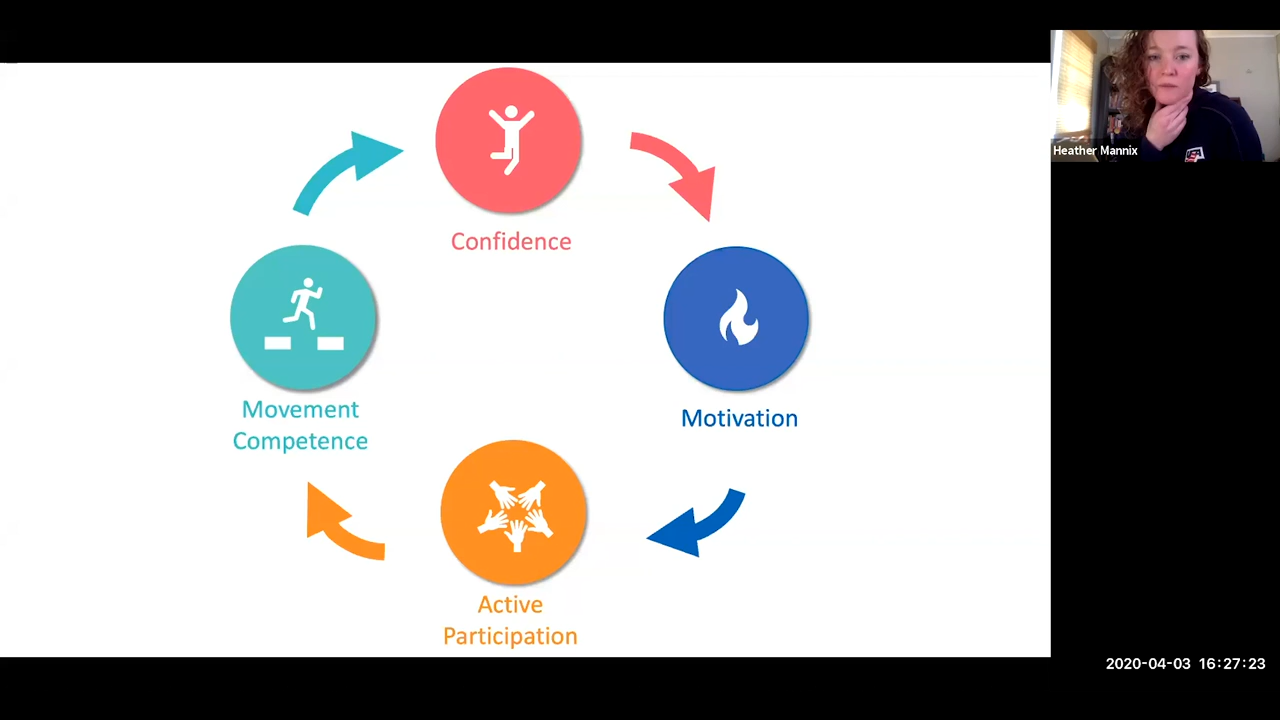 Heather Mannix
Confidence
Movement
Competence
Motivation
Active
Participation
2020-04-03 16:27:23